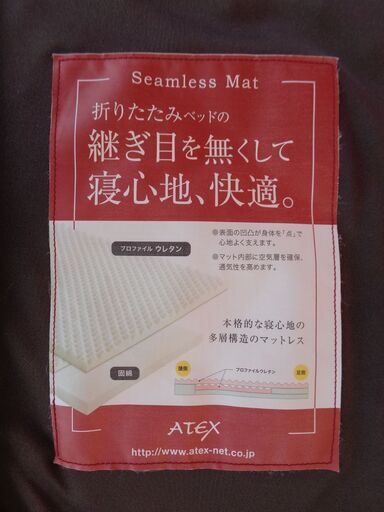 Seamless Mat
折りたたみベッドの
継ぎ目を無くして
寝心地、快適。
プロファイル ウレタン
固綿
●表面の凹凸が身体を「点」で
心地よく支えます。
●マット内部に空気層を確保、
通気性を高めます。
本格的な寝心地の
多層構造のマットレス
頭側
プロファイルウレタン
足側
ATEX
http://www.atex-net.co.jp